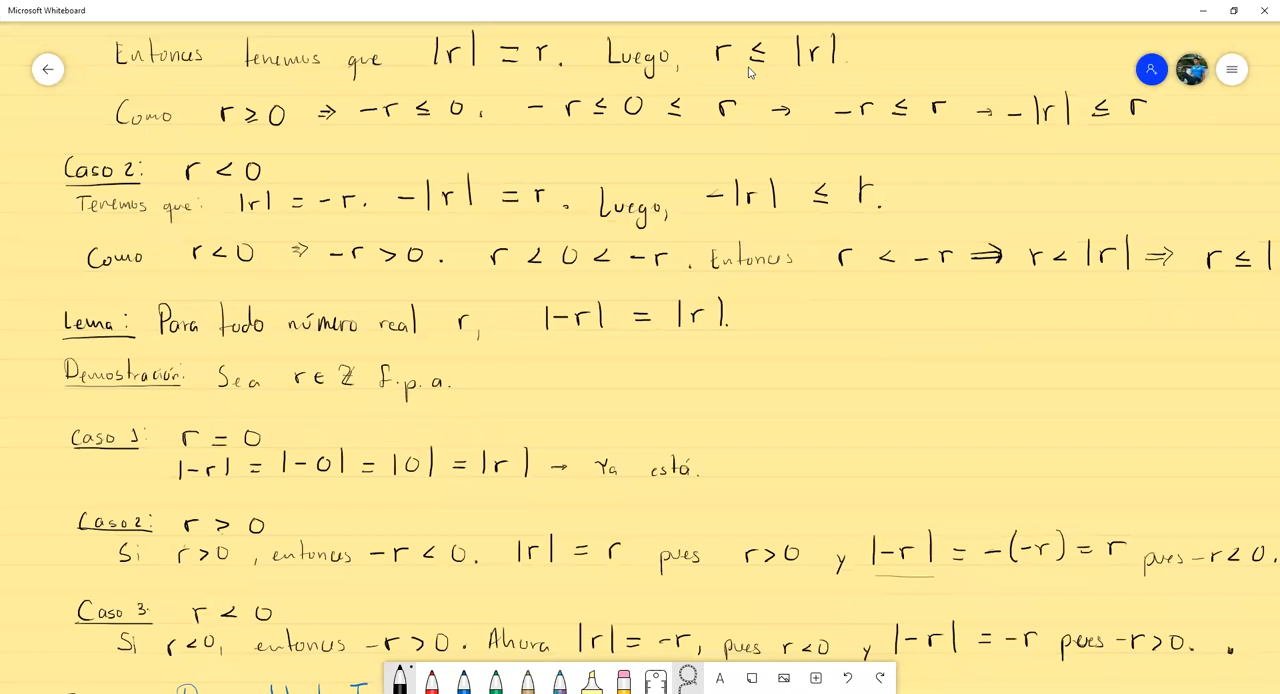 Microsoft Whiteboard
Entonces tenemos que |r| = r. Luego, r ≤ |r|.
Como r ≥ 0 ⇒ -r ≤ 0. -r ≤ 0 ≤ r → -r ≤ r → -|r| ≤ r
Caso 2: r < 0
Tenemos que: |r| = -r. -|r| = r. Luego, -|r| ≤ r.
Como r < 0 ⇒ -r > 0. r < 0 < -r. Entonces r < -r ⇒ r < |r| ⇒ r ≤ |
Lema: Para todo número real r, |-r| = |r|.
Demostración: Sea r ∈ ℤ f.p.a.
Caso 1: r = 0
|-r| = |-0| = |0| = |r| → Ya está.
Caso 2: r > 0
Si r > 0, entonces -r < 0. |r| = r pues r > 0 y |-r| = -(-r) = r pues -r < 0.
Caso 3: r < 0
Si r < 0, entonces -r > 0. Ahora |r| = -r, pues r < 0 y |-r| = -r pues -r > 0.